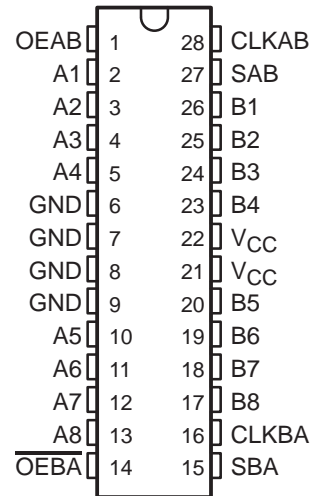 OEAB 1 28 CLKAB
A1 2 27 SAB
A2 3 26 B1
A3 4 25 B2
A4 5 24 B3
GND 6 23 B4
GND 7 22 VCC
GND 8 21 VCC
GND 9 20 B5
A5 10 19 B6
A6 11 18 B7
A7 12 17 B8
A8 13 16 CLKBA
OEBA 14 15 SBA